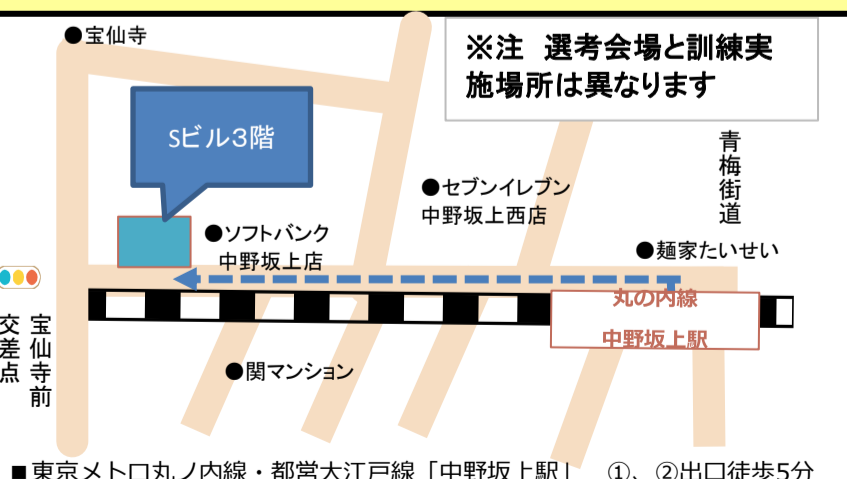 ●宝仙寺
※注　選考会場と訓練実
施場所は異なります
Sビル３階
青梅街道
●セブンイレブン
中野坂上西店
●ソフトバンク
中野坂上店
●麺家たいせい
丸の内線
中野坂上駅
宝仙寺前
交差点
●関マンション
■東京メトロ丸ノ内線・都営大江戸線「中野坂上駅」　①、②出口徒歩5分